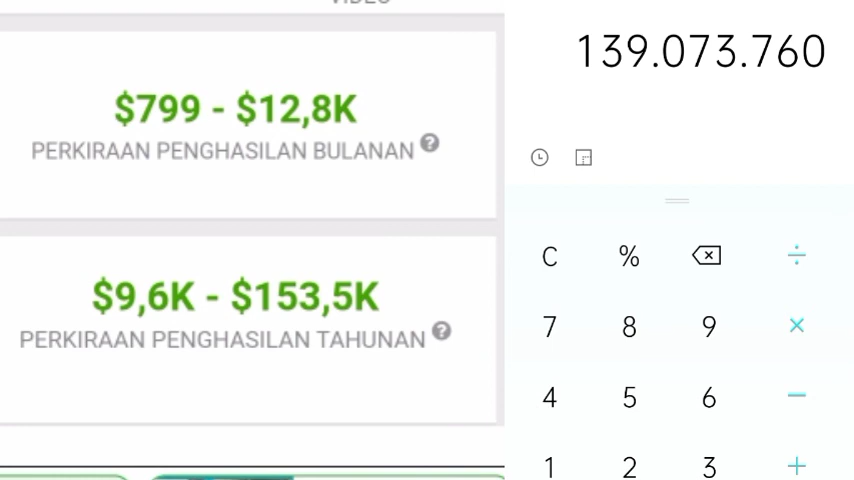 VIDEO
$799 - $12,8K
PERKIRAAN PENGHASILAN BULANAN ?
$9,6K - $153,5K
PERKIRAAN PENGHASILAN TAHUNAN ?
139.073.760
C % ÷
7 8 9 ×
4 5 6 −
1 2 3 +